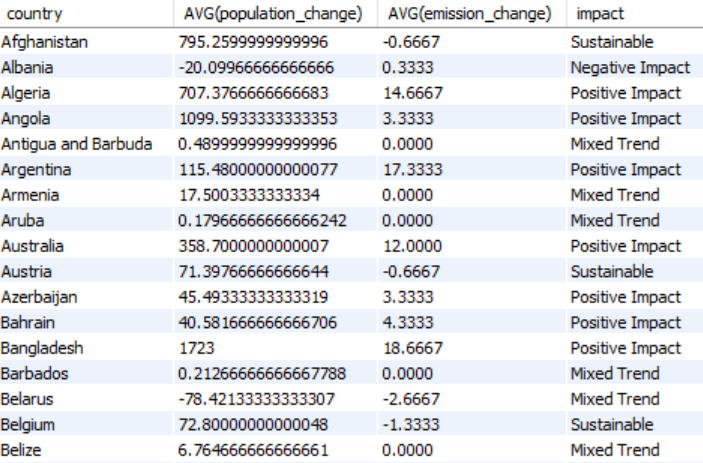 country AVG(population_change) AVG(emission_change) impact
Afghanistan 795.2599999999996 -0.6667 Sustainable
Albania -20.09966666666666 0.3333 Negative Impact
Algeria 707.3766666666683 14.6667 Positive Impact
Angola 1099.5933333333353 3.3333 Positive Impact
Antigua and Barbuda 0.4899999999999996 0.0000 Mixed Trend
Argentina 115.48000000000077 17.3333 Positive Impact
Armenia 17.5003333333334 0.0000 Mixed Trend
Aruba 0.17966666666666242 0.0000 Mixed Trend
Australia 358.7000000000007 12.0000 Positive Impact
Austria 71.39766666666644 -0.6667 Sustainable
Azerbaijan 45.49333333333319 3.3333 Positive Impact
Bahrain 40.581666666666706 4.3333 Positive Impact
Bangladesh 1723 18.6667 Positive Impact
Barbados 0.21266666666667788 0.0000 Mixed Trend
Belarus -78.42133333333307 -2.6667 Mixed Trend
Belgium 72.80000000000048 -1.3333 Sustainable
Belize 6.764666666666661 0.0000 Mixed Trend